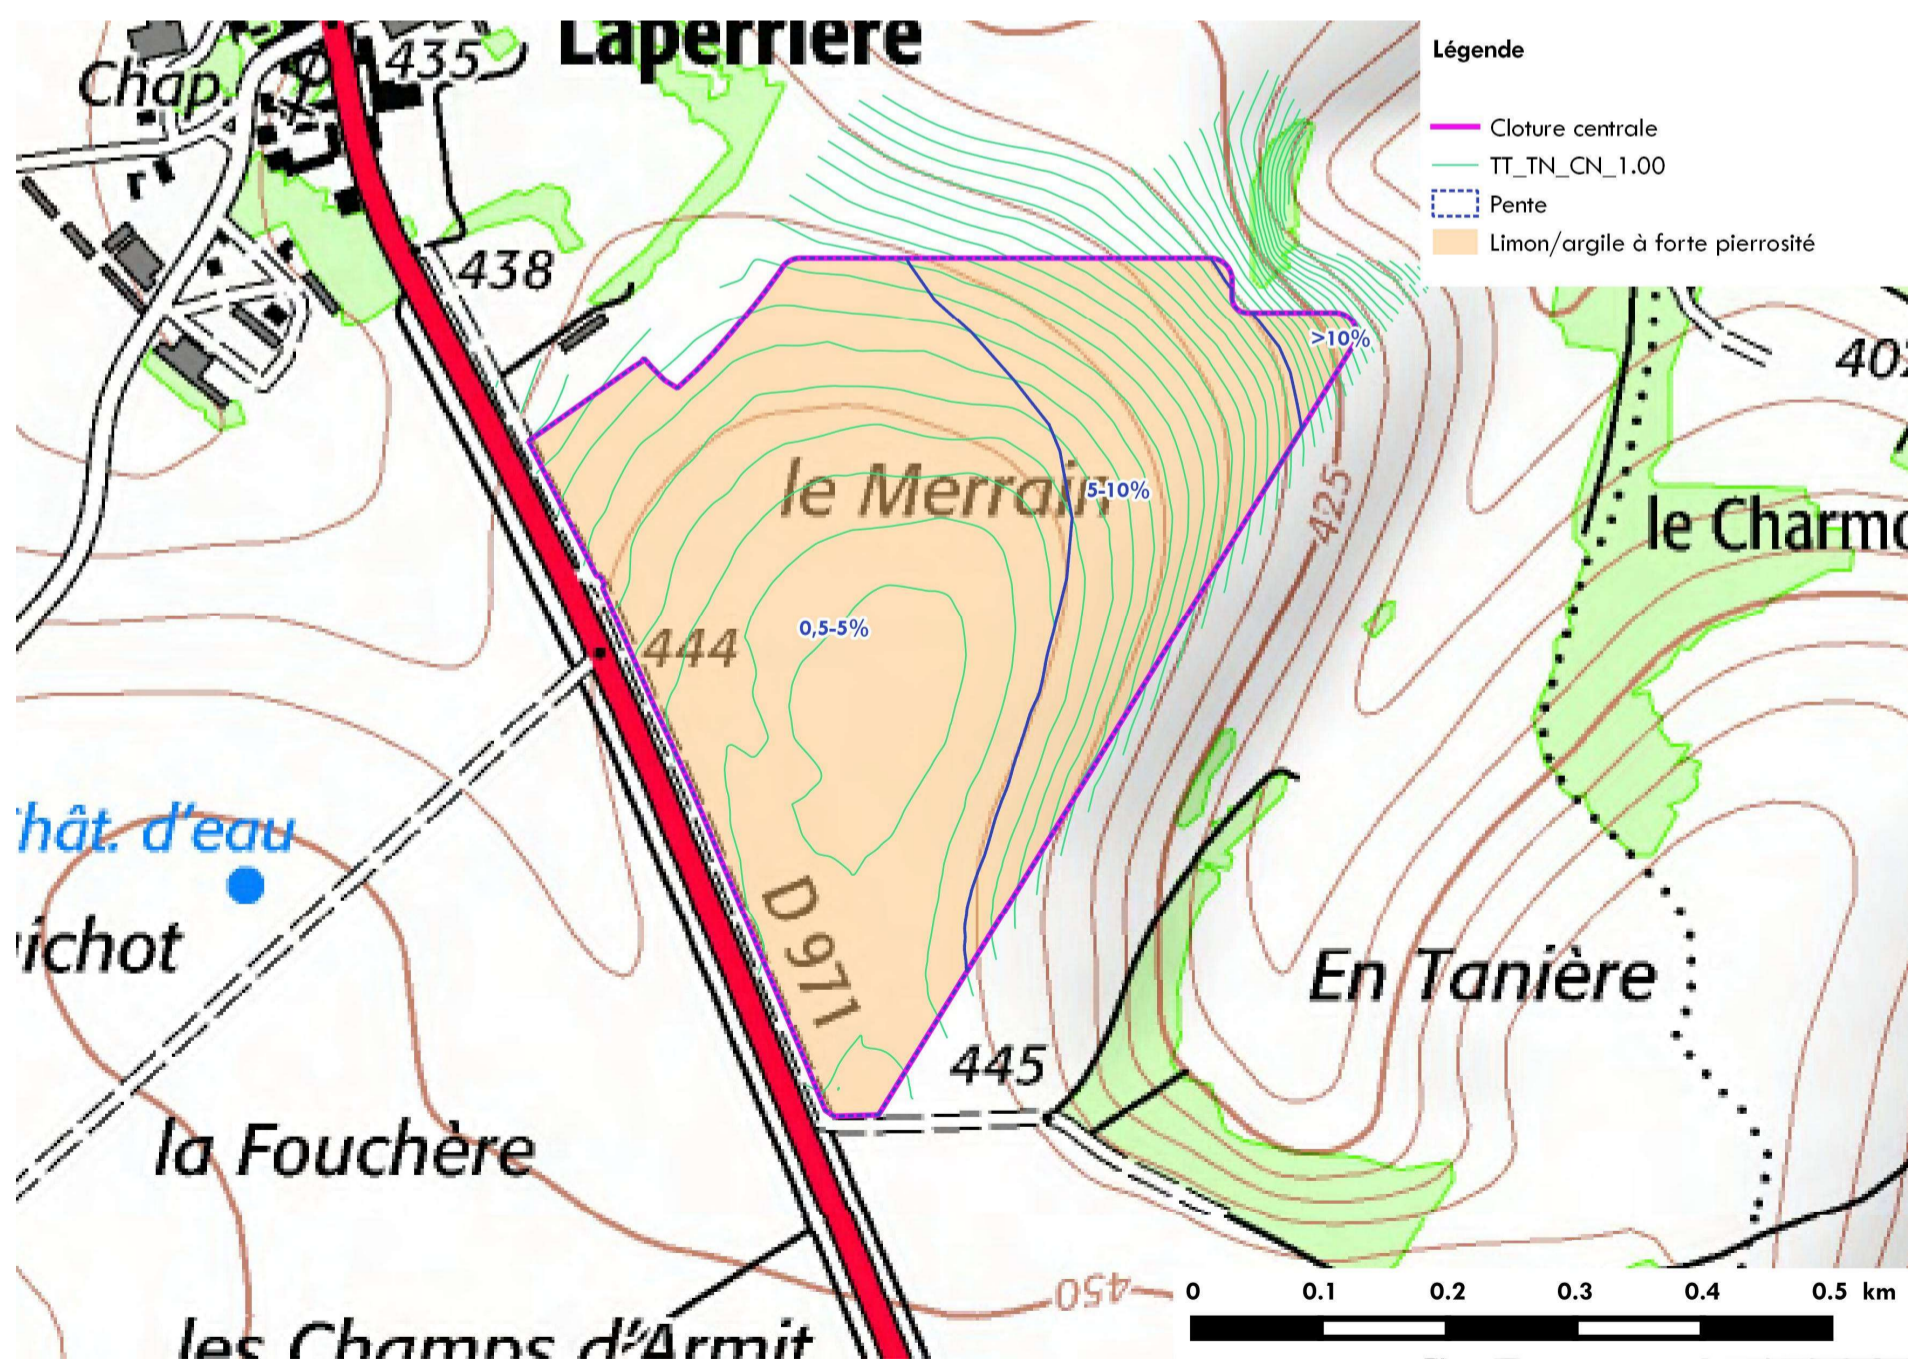 Laperrière
Légende
Cloture centrale
TT_TN_CN_1.00
Pente
Limon/argile à forte pierrosité
Chap
435
438
>10%
402
425
le Merrain
5-10%
le Charmo
0,5-5%
444
hât. d'eau
ichot
D 971
En Tanière
445
la Fouchère
450
les Champs d'Armit
0 0.1 0.2 0.3 0.4 0.5 km